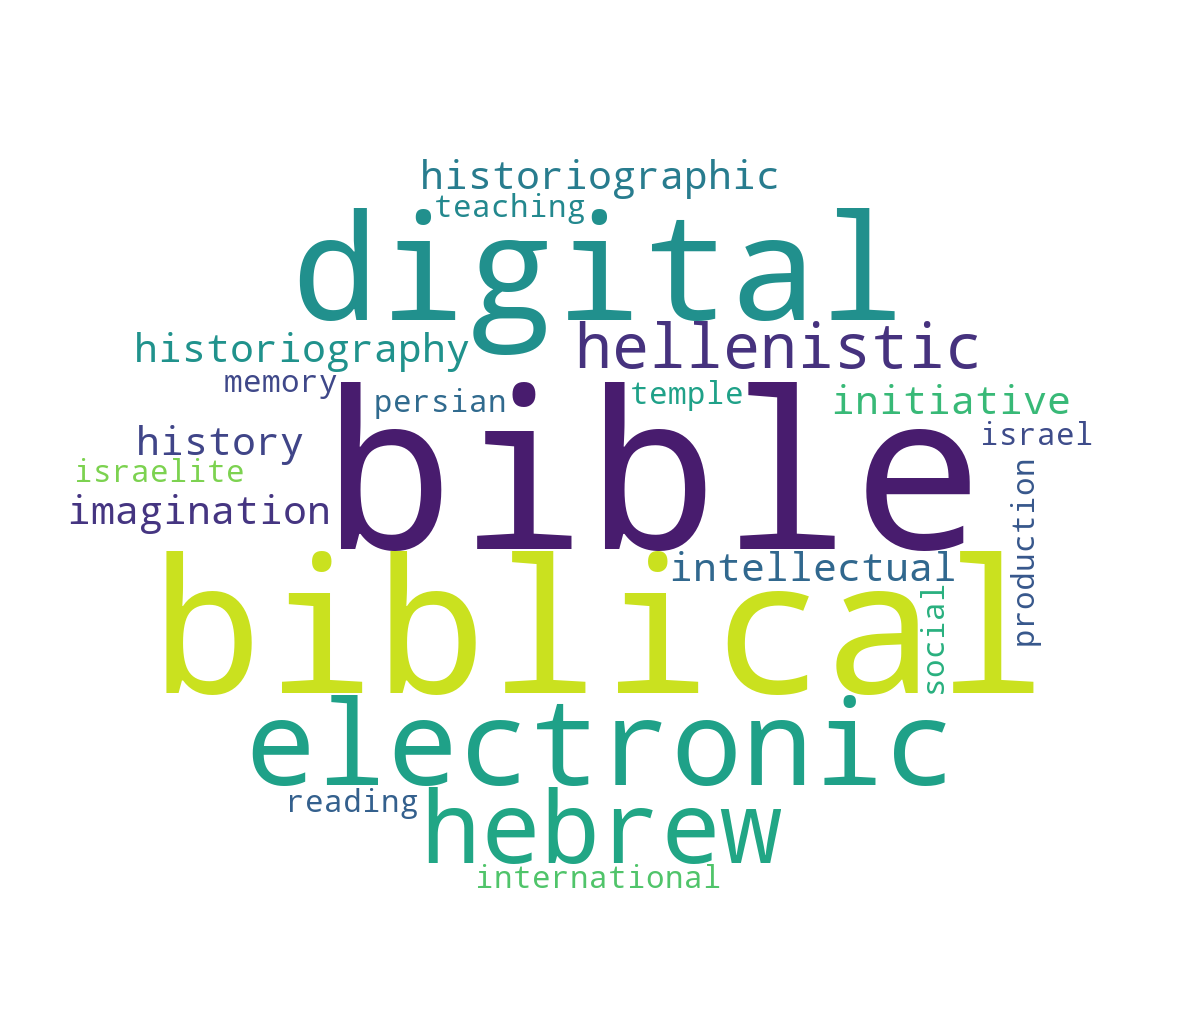 historiographic
teaching
digital
hellenistic
historiography
memory
persian
temple
initiative
bible
history
israel
israelite
imagination
production
intellectual
biblical
social
electronic
reading
hebrew
international